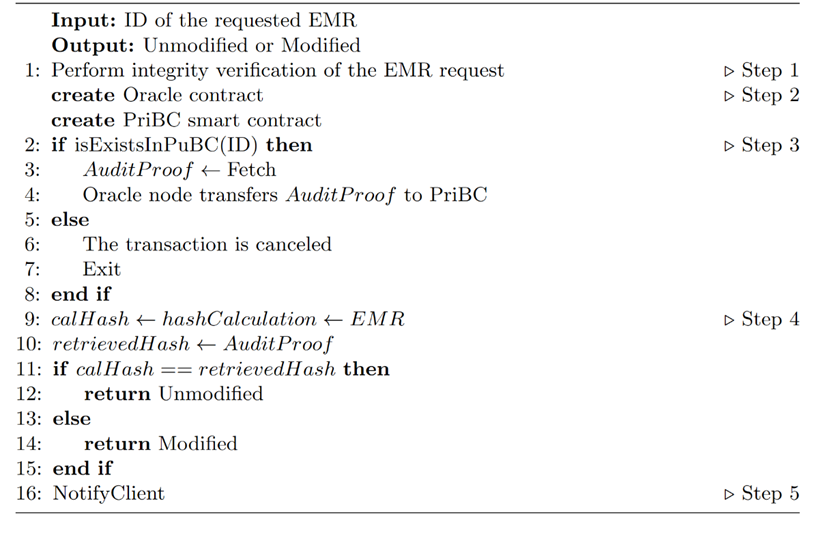 Input: ID of the requested EMR
Output: Unmodified or Modified
1: Perform integrity verification of the EMR request ▷ Step 1
create Oracle contract ▷ Step 2
create PriBC smart contract
2: if isExistsInPuBC(ID) then ▷ Step 3
3: AuditProof ← Fetch
4: Oracle node transfers AuditProof to PriBC
5: else
6: The transaction is canceled
7: Exit
8: end if
9: calHash ← hashCalculation ← EMR ▷ Step 4
10: retrievedHash ← AuditProof
11: if calHash == retrievedHash then
12: return Unmodified
13: else
14: return Modified
15: end if
16: NotifyClient ▷ Step 5